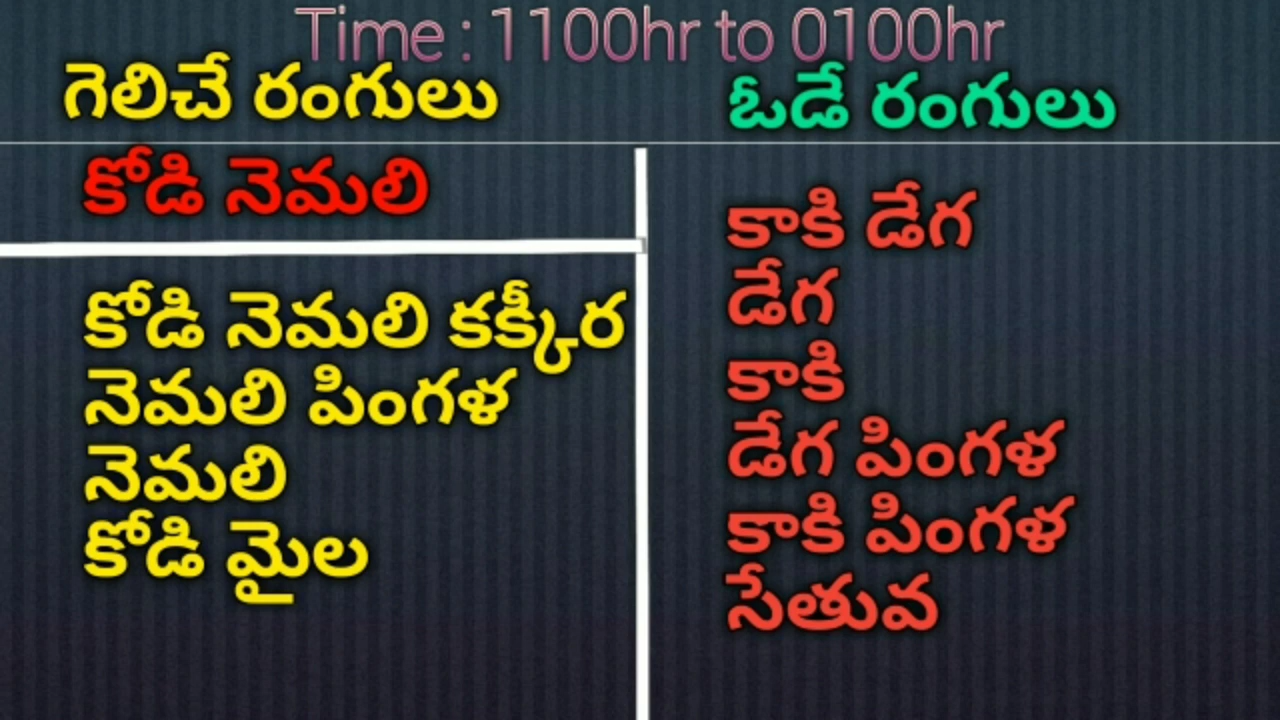 Time : 1100hr to 0100hr
గెలిచే రంగులు
ఓడే రంగులు
కోడి నెమలి
కోడి నెమలి కక్కీర
నెమలి పింగళ
నెమలి
కోడి మైల
కాకి డేగ
డేగ
కాకి
డేగ పింగళ
కాకి పింగళ
సేతువ